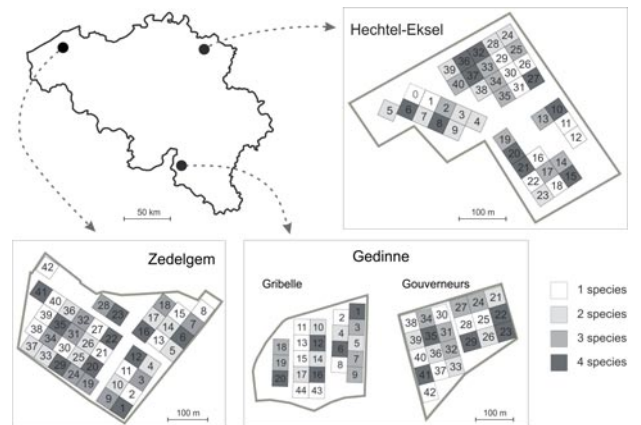 Hechtel-Eksel
36 32 28 24
39 37 33 29 25
40 38 34 30 26
35 31 27
0 1 2 3 4
5 6 7 8 9
13 10
11
12
19
20 16 14
21 17 15
22 18
23
100 m
50 km
Zedelgem
42
41 40 36 32 28 23
39 35 31 27 22
38 34 30 26 21
37 33 29 25 20
24 19
18 15 8
17 14 7
16 13 6
5
12 4
11 3
10 2
9 1
100 m
Gedinne
Gribelle
1
11 10 2 3
18 13 12 4 5
19 15 14 6 7
20 17 16 8 9
44 43
Gouverneurs
38 34 30 27 24 21
39 35 31 28 25 22
40 36 32 29 26 23
41 37 33
42
100 m
1 species
2 species
3 species
4 species